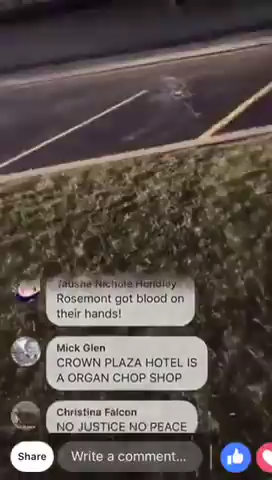 Tausha Nichole Handley
Rosemont got blood on
their hands!
Mick Glen
CROWN PLAZA HOTEL IS
A ORGAN CHOP SHOP
Christina Falcon
NO JUSTICE NO PEACE
Share
Write a comment...